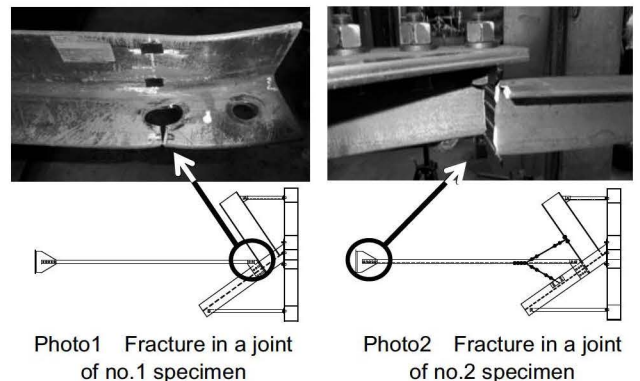 Photo1 Fracture in a joint
of no.1 specimen
Photo2 Fracture in a joint
of no.2 specimen